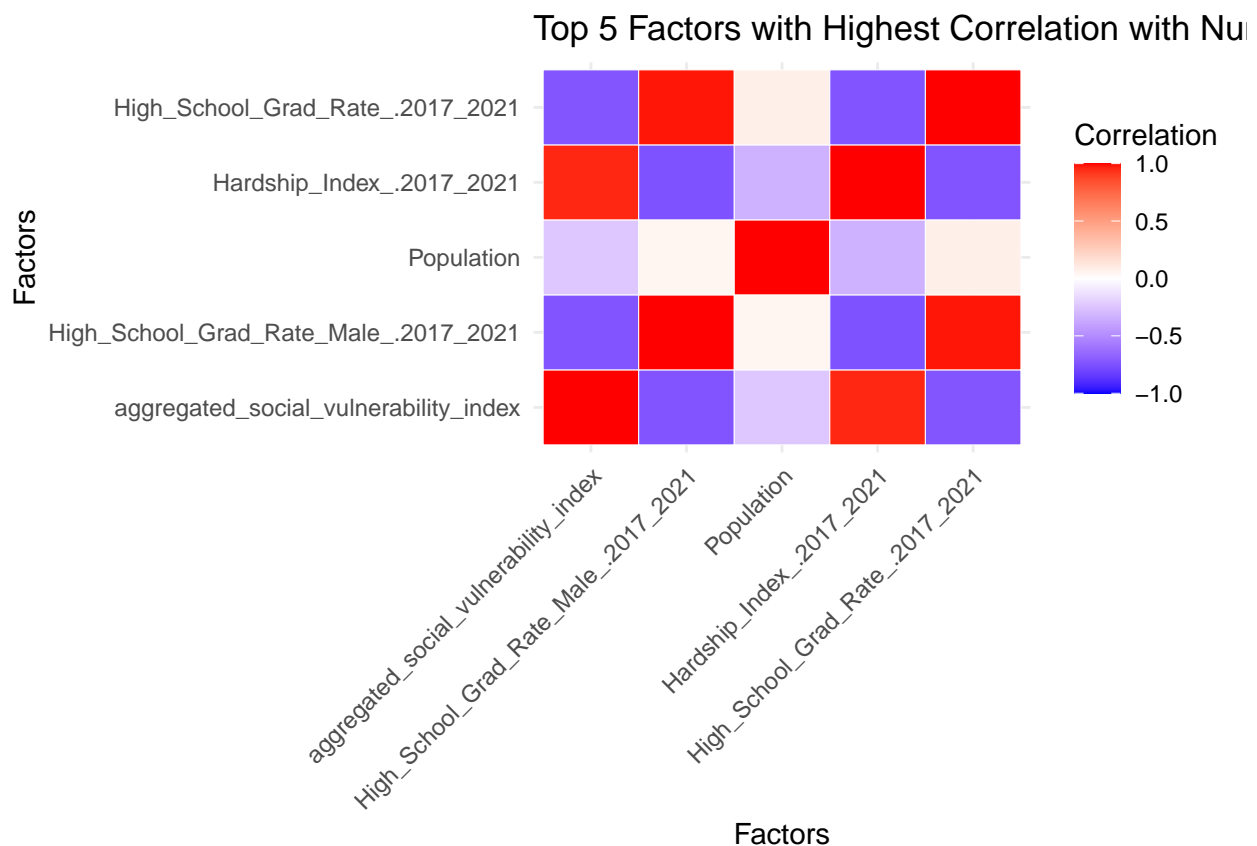 Top 5 Factors with Highest Correlation with Nu
High_School_Grad_Rate_.2017_2021
Hardship_Index_.2017_2021
Population
High_School_Grad_Rate_Male_.2017_2021
aggregated_social_vulnerability_index
Factors
aggregated_social_vulnerability_index
High_School_Grad_Rate_Male_.2017_2021
Population
Hardship_Index_.2017_2021
High_School_Grad_Rate_.2017_2021
Factors
Correlation
1.0
0.5
0.0
−0.5
−1.0